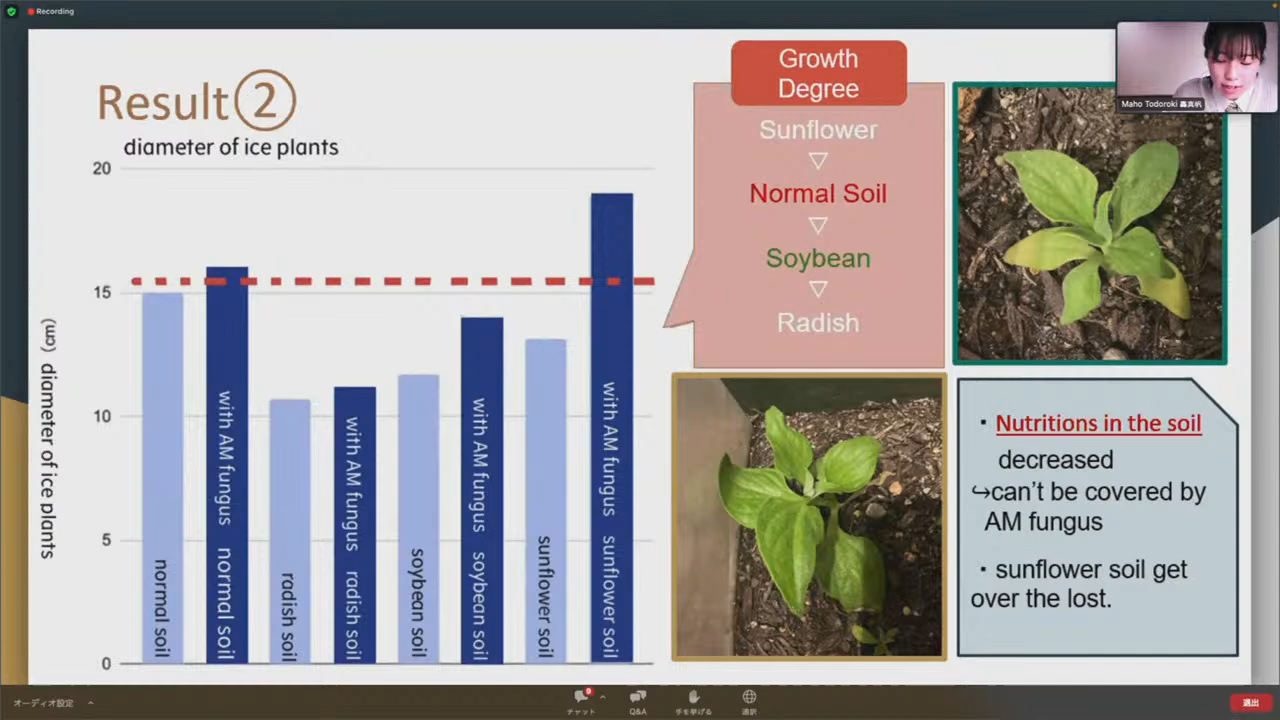 Recording
Result②
diameter of ice plants
20
15
10
5
0
(cm) diameter of ice plants
normal soil
with AM fungus normal soil
radish soil
with AM fungus radish soil
soybean soil
with AM fungus soybean soil
sunflower soil
with AM fungus sunflower soil
Growth
Degree
Sunflower
▽
Normal Soil
▽
Soybean
▽
Radish
Maho Todoroki 轟真帆
・Nutritions in the soil
decreased
↪can't be covered by
AM fungus
・sunflower soil get
over the lost.
オーディオ設定
チャット
9
Q&A
手を挙げる
通訳
退出